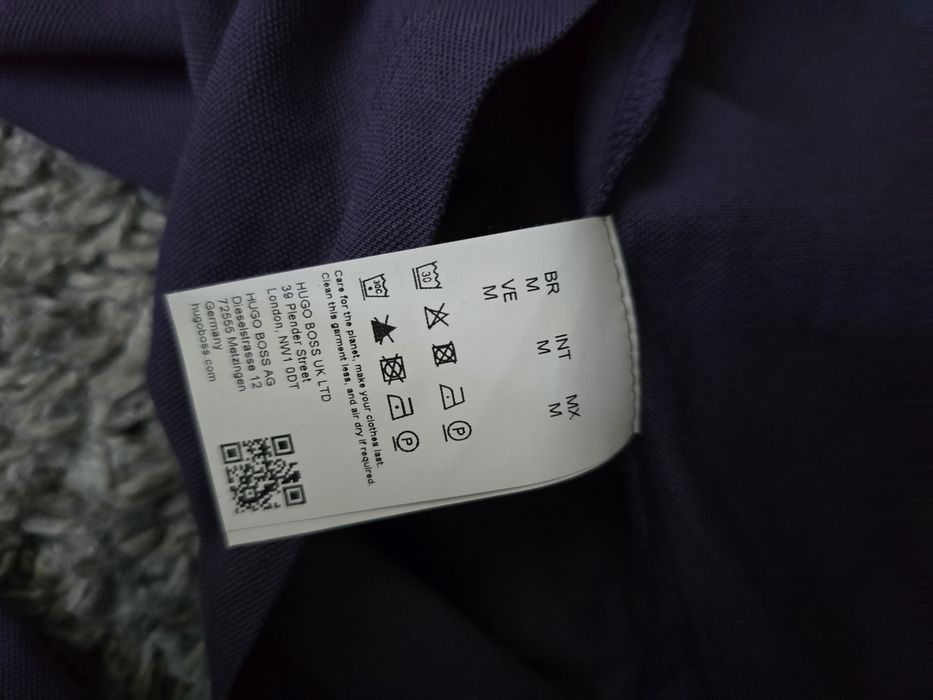 BR INT MX
M M M
VE
M
30
P
30C
P
Care for the planet, make your clothes last.
Clean this garment less, and air dry if required.
HUGO BOSS UK LTD
39 Plender Street
London, NW1 0DT
HUGO BOSS AG
Dieselstrasse 12
72555 Metzingen
Germany
hugoboss.com